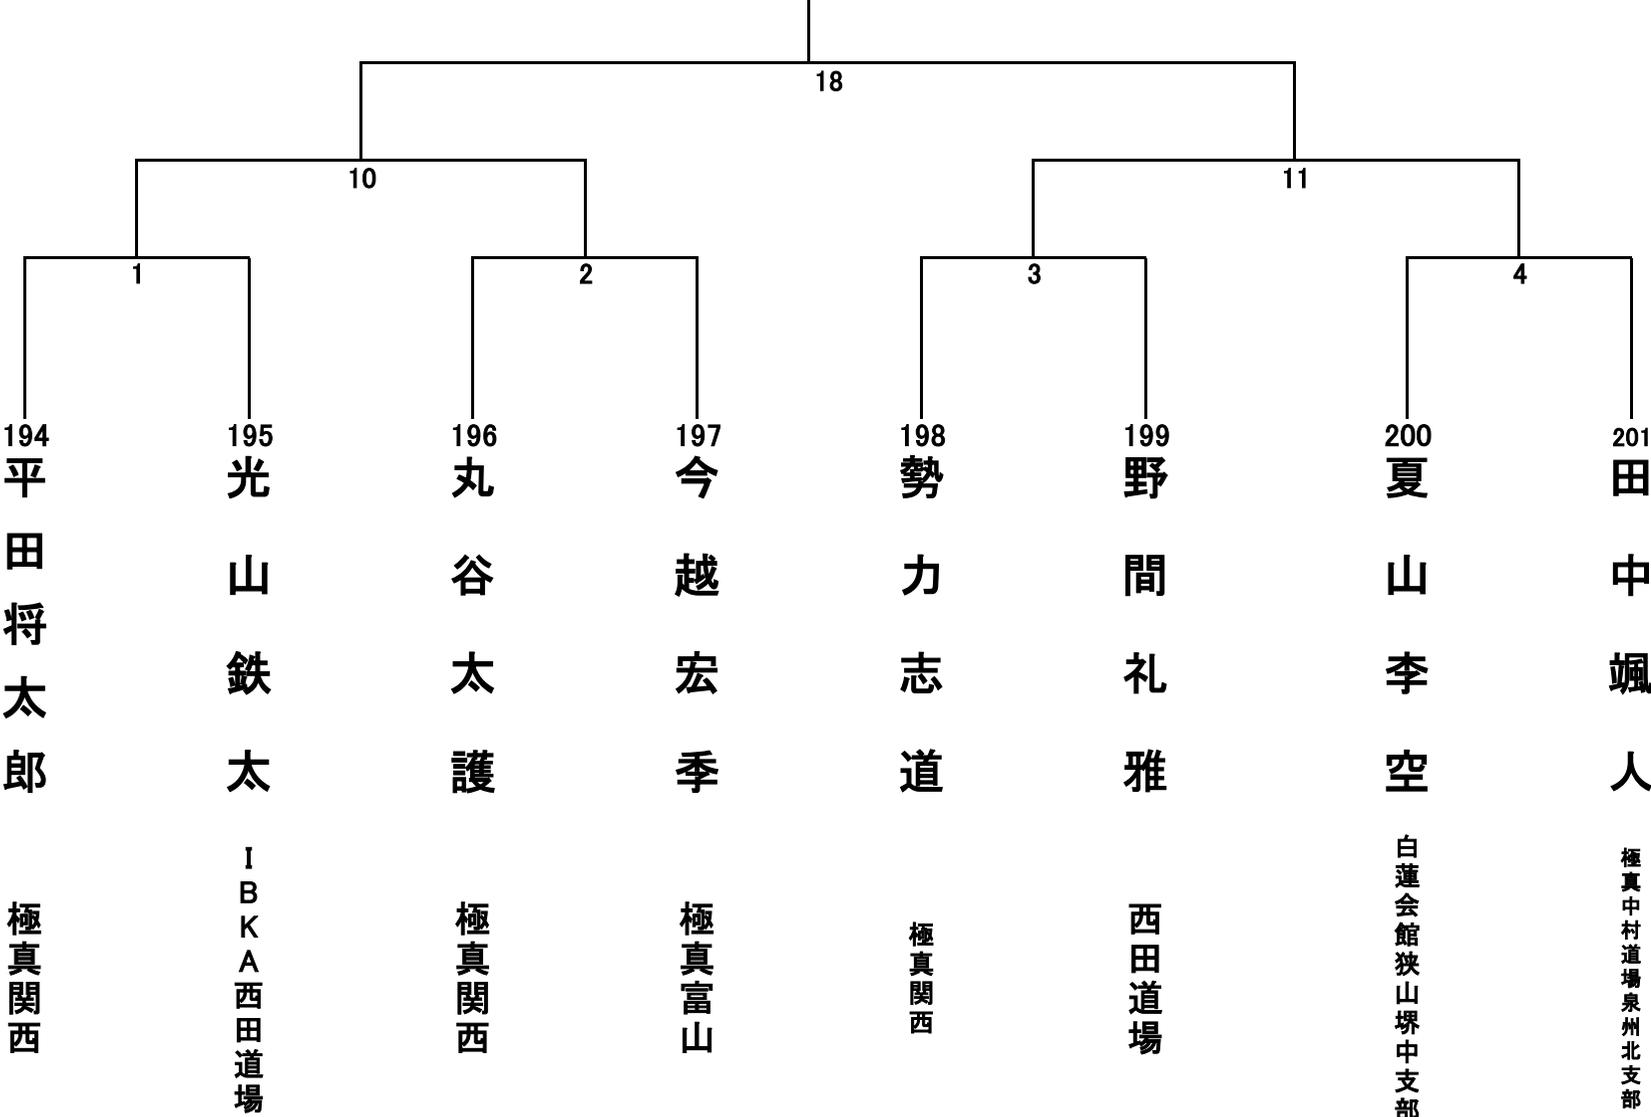 18
10
11
1
2
3
4
194
平田将太郎
極真関西
195
光山鉄太
IBKA西田道場
196
丸谷太護
極真関西
197
今越宏季
極真富山
198
勢力志道
極真関西
199
野間礼雅
西田道場
200
夏山李空
白蓮会館狭山堺中支部
201
田中颯人
極真中村道場泉州北支部